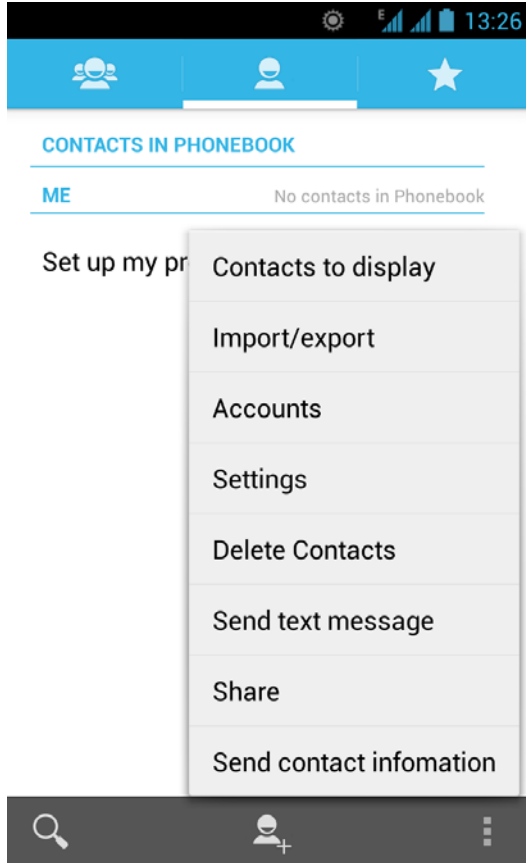 E
13:26
CONTACTS IN PHONEBOOK
ME No contacts in Phonebook
Set up my pr
Contacts to display
Import/export
Accounts
Settings
Delete Contacts
Send text message
Share
Send contact infomation